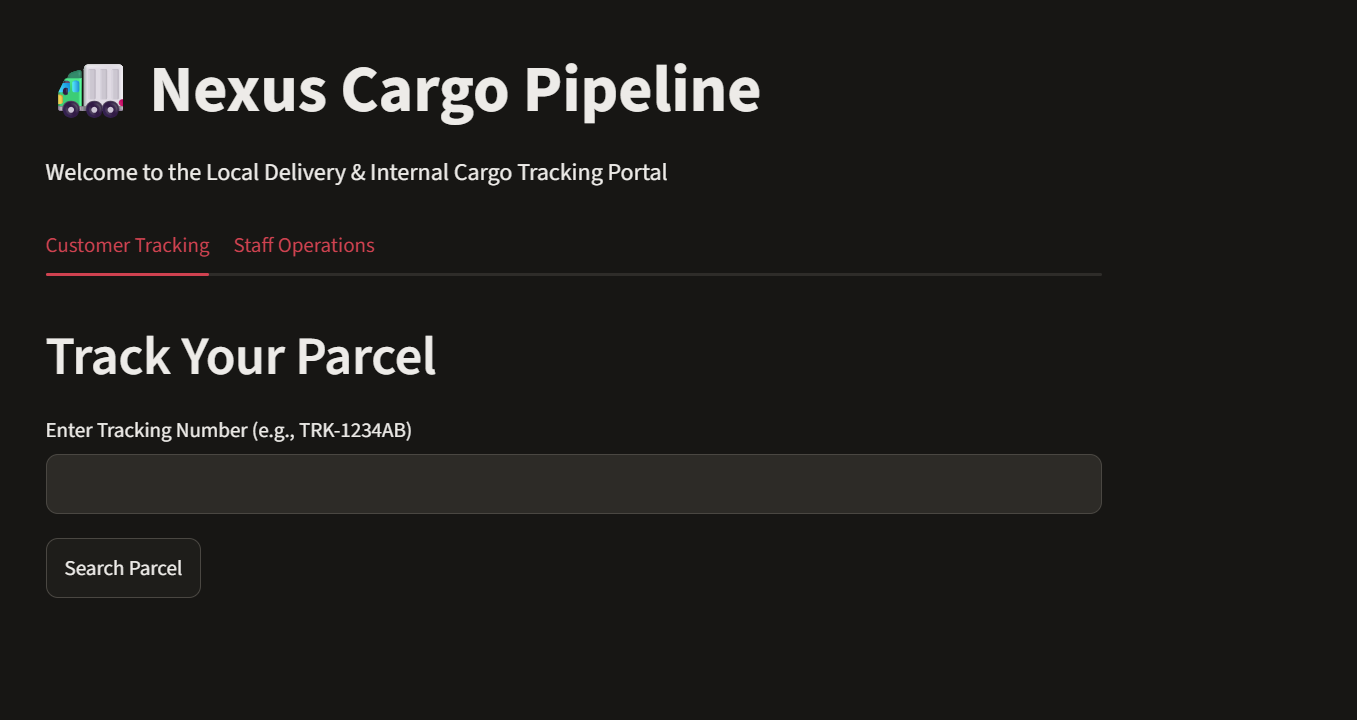 Nexus Cargo Pipeline
Welcome to the Local Delivery & Internal Cargo Tracking Portal
Customer Tracking Staff Operations
Track Your Parcel
Enter Tracking Number (e.g., TRK-1234AB)
Search Parcel